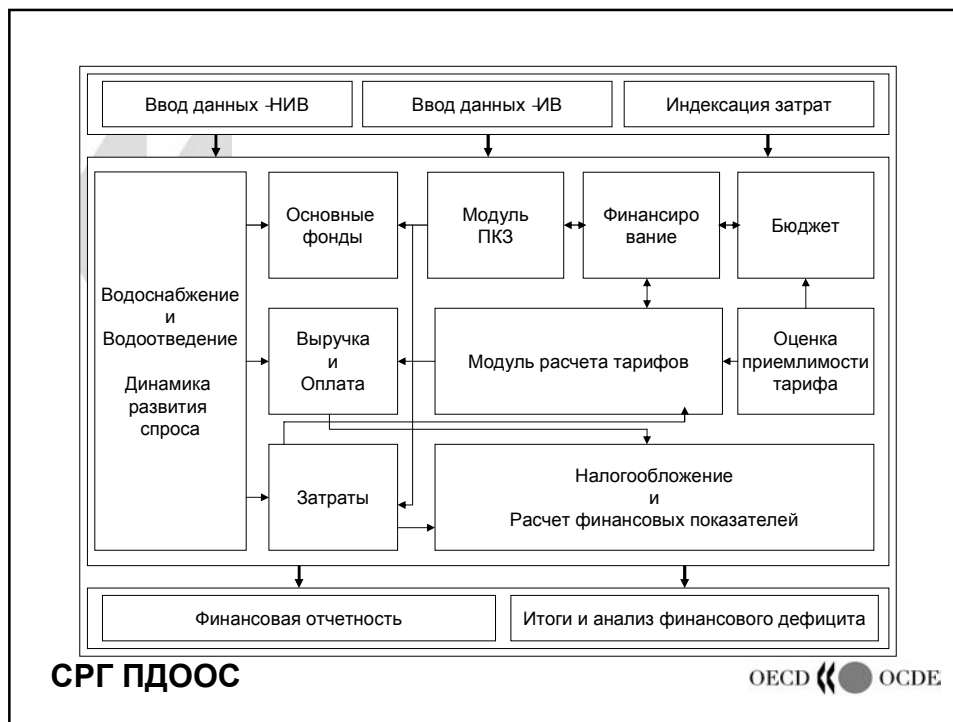 Ввод данных -НИВ
Ввод данных -ИВ
Индексация затрат
Водоснабжение
и
Водоотведение
Динамика
развития
спроса
Основные
фонды
Модуль
ПКЗ
Финансиро
вание
Бюджет
Выручка
и
Оплата
Модуль расчета тарифов
Оценка
приемлимости
тарифа
Затраты
Налогообложение
и
Расчет финансовых показателей
Финансовая отчетность
Итоги и анализ финансового дефицита
СРГ ПДООС
OECD OCDE